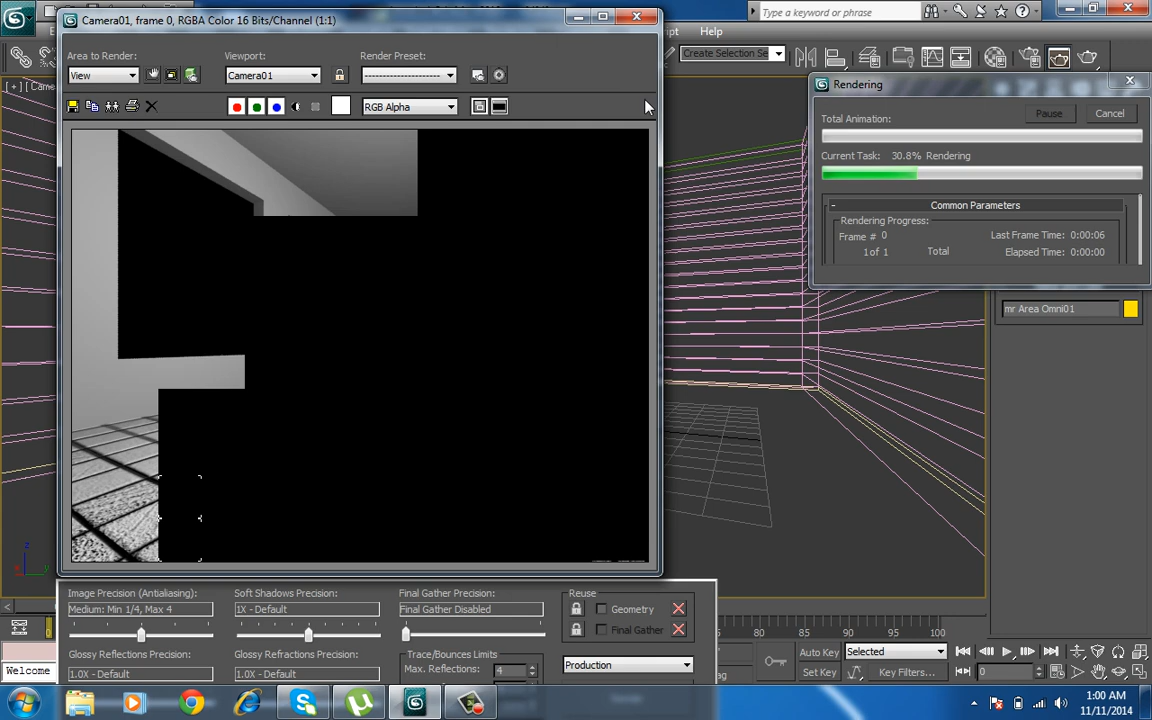 Camera01, frame 0, RGBA Color 16 Bits/Channel (1:1)
Type a keyword or phrase
Help
Create Selection Se
Area to Render:
Viewport:
Render Preset:
View
Camera01
--------------------
RGB Alpha
Rendering
Total Animation:
Pause
Cancel
Current Task: 30.8% Rendering
Common Parameters
Rendering Progress:
Frame # 0
Last Frame Time: 0:00:06
1 of 1
Total
Elapsed Time: 0:00:00
mr Area Omni01
Image Precision (Antialiasing):
Soft Shadows Precision:
Final Gather Precision:
Reuse
Medium: Min 1/4, Max 4
1X - Default
Final Gather Disabled
Geometry
Final Gather
Glossy Reflections Precision:
Glossy Refractions Precision:
Trace/Bounces Limits
1.0X - Default
1.0X - Default
Max. Reflections: 4
Production
80 85 90 95 100
Auto Key
Selected
Set Key
Key Filters...
0
Welcome
1:00 AM
11/11/2014